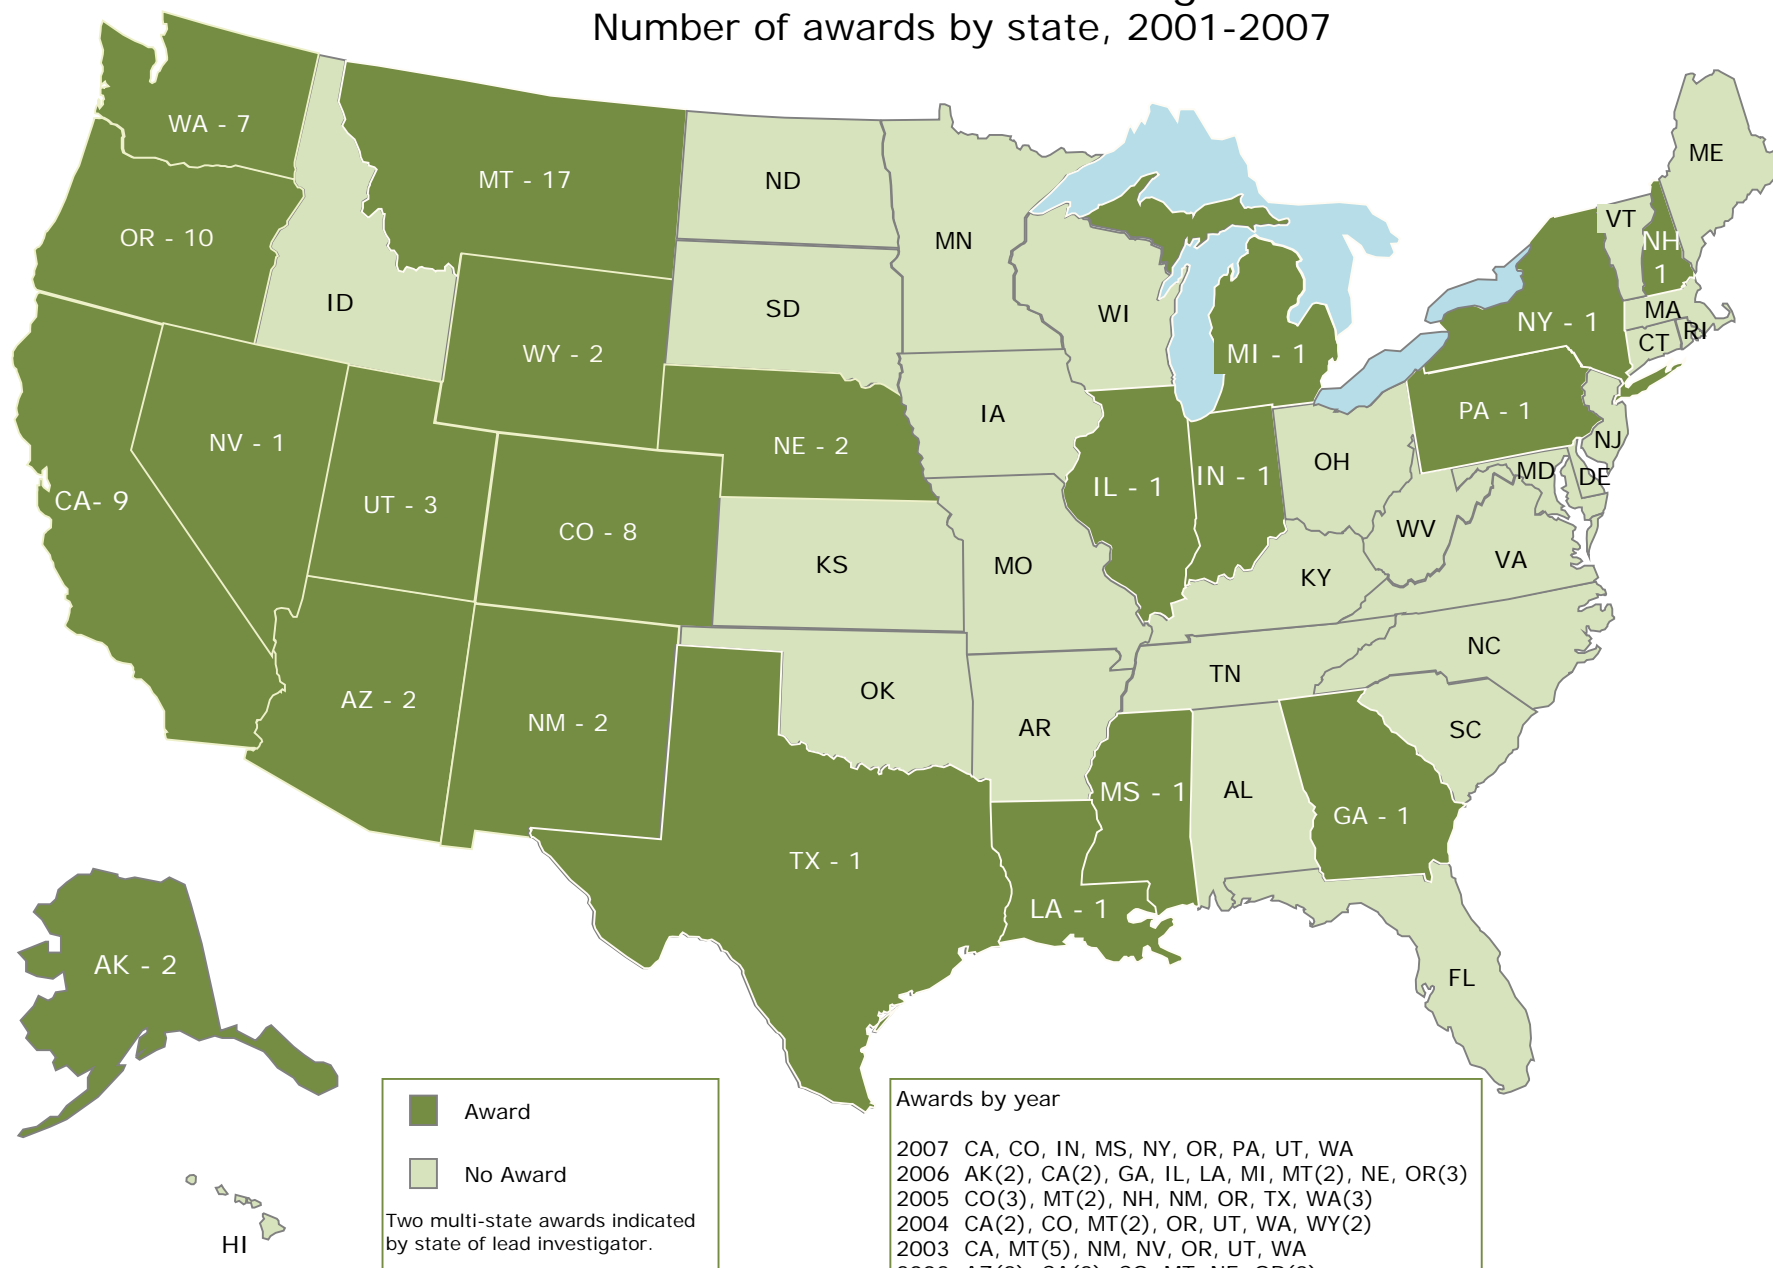 Number of awards by state, 2001-2007
WA - 7
MT - 17
ND
ME
OR - 10
MN
VT
NH
1
ID
SD
WI
MA
NY - 1
RI
CT
WY - 2
MI - 1
IA
PA - 1
NV - 1
NE - 2
NJ
OH
MD
DE
CA- 9
UT - 3
IL - 1
IN - 1
CO - 8
WV
KS
MO
VA
KY
NC
TN
AZ - 2
NM - 2
OK
AR
SC
MS - 1
AL
GA - 1
TX - 1
LA - 1
AK - 2
FL
HI
Award
No Award
Two multi-state awards indicated
by state of lead investigator.
Awards by year
2007 CA, CO, IN, MS, NY, OR, PA, UT, WA
2006 AK(2), CA(2), GA, IL, LA, MI, MT(2), NE, OR(3)
2005 CO(3), MT(2), NH, NM, OR, TX, WA(3)
2004 CA(2), CO, MT(2), OR, UT, WA, WY(2)
2003 CA, MT(5), NM, NV, OR, UT, WA